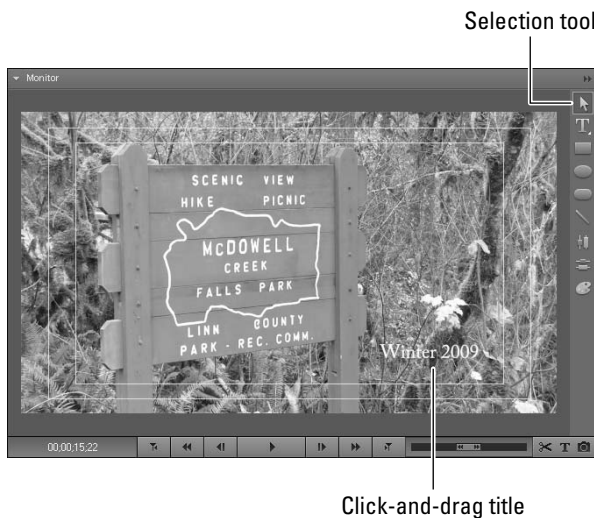 Selection tool
Monitor
T
SCENIC VIEW
HIKE PICNIC
McDOWELL
CREEK
FALLS PARK
LINN COUNTY
PARK - REC. COMM.
Winter 2009
00;00;15;22
T
Click-and-drag title